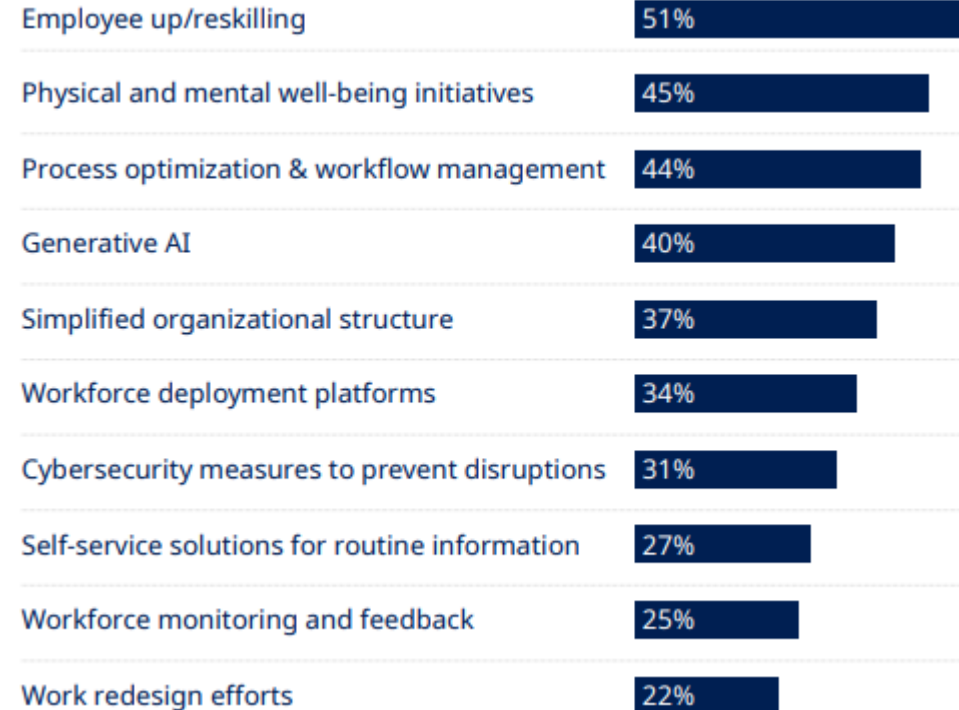 Employee up/reskilling 51%
Physical and mental well-being initiatives 45%
Process optimization & workflow management 44%
Generative AI 40%
Simplified organizational structure 37%
Workforce deployment platforms 34%
Cybersecurity measures to prevent disruptions 31%
Self-service solutions for routine information 27%
Workforce monitoring and feedback 25%
Work redesign efforts 22%